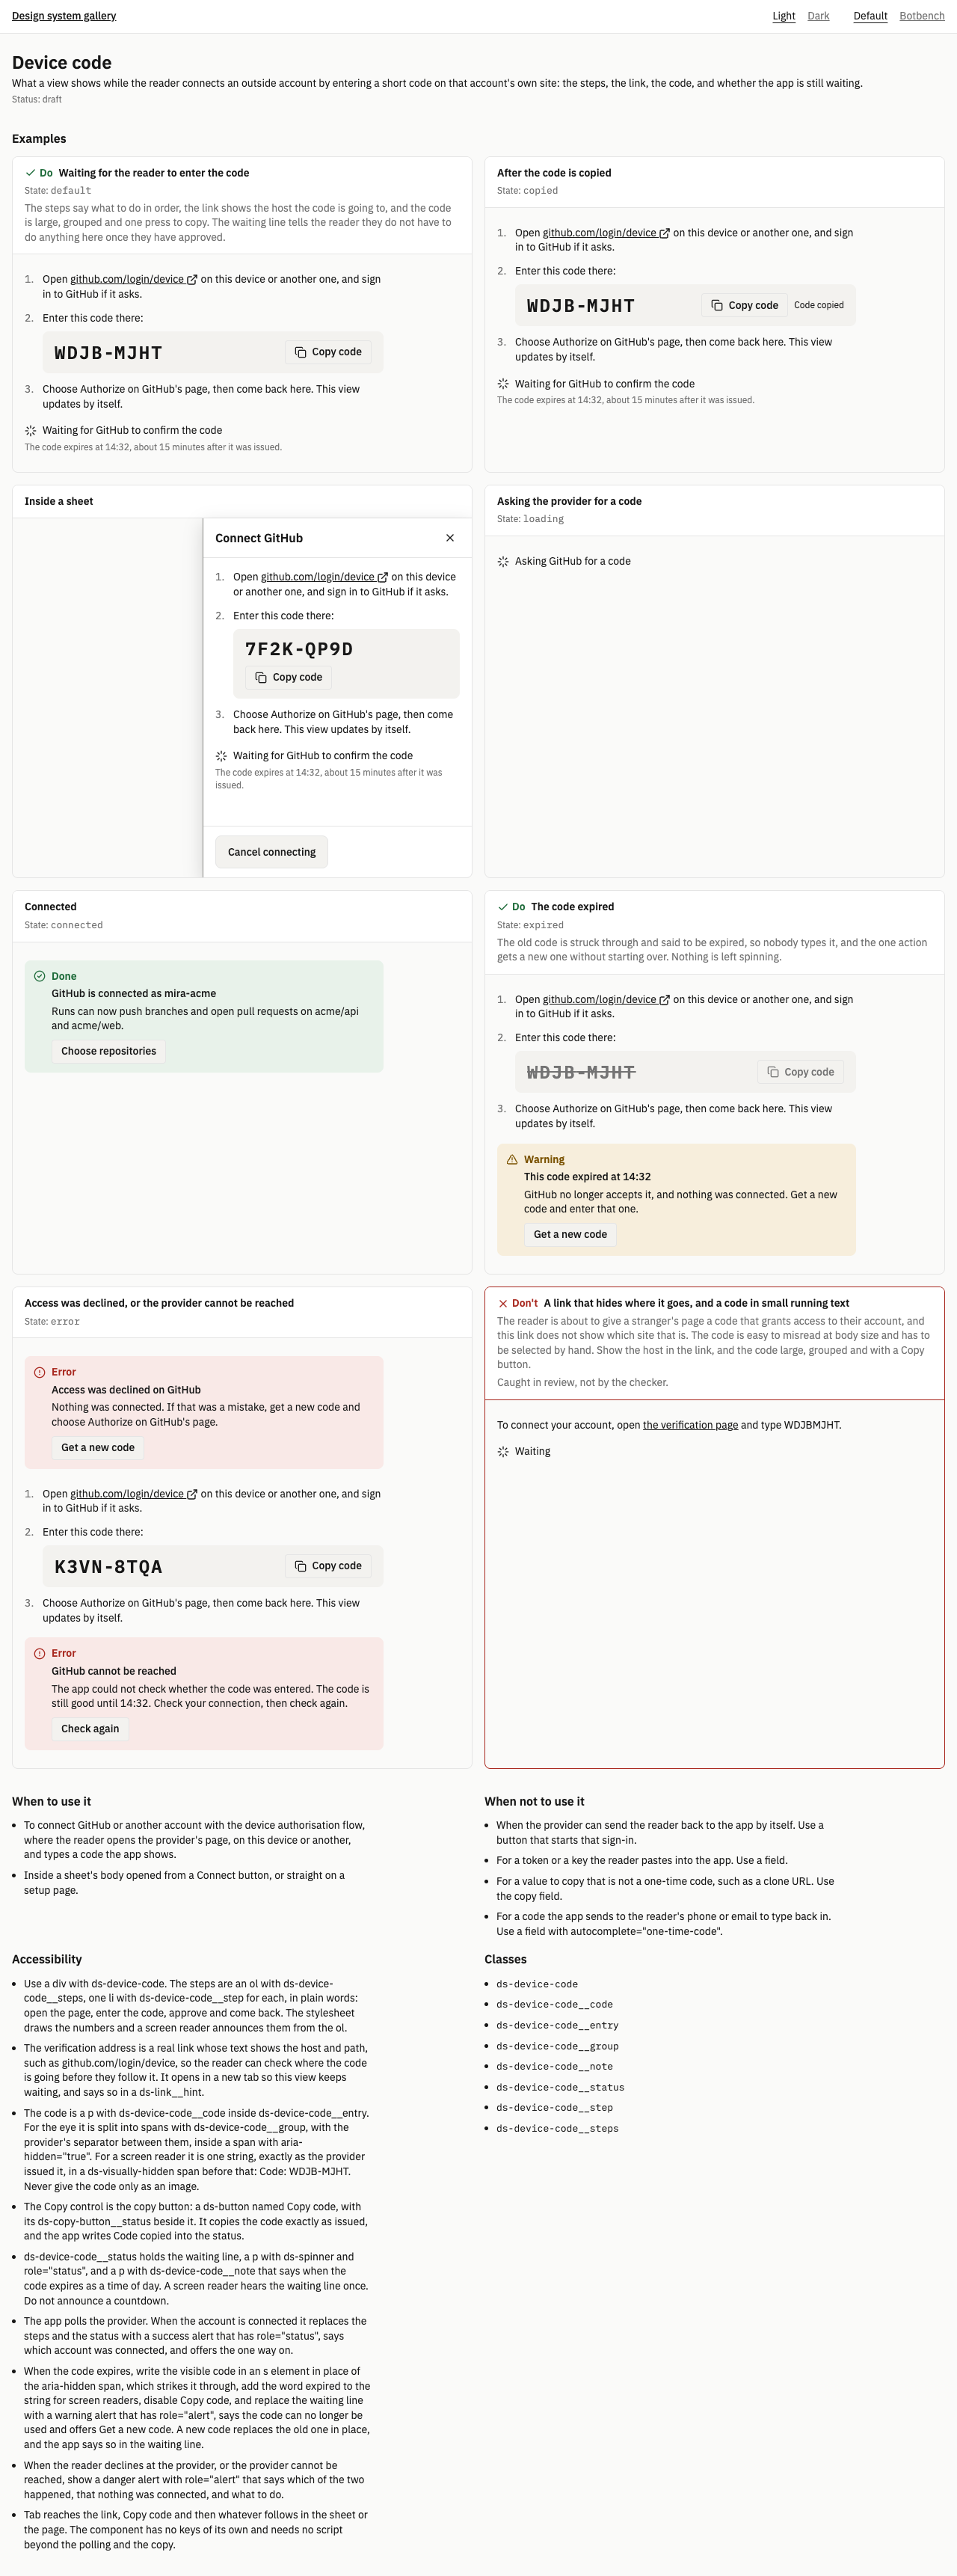 Design system gallery
Light Dark Default Botbench
Device code
What a view shows while the reader connects an outside account by entering a short code on that account's own site: the steps, the link, the code, and whether the app is still waiting.
Status: draft
Examples
Do Waiting for the reader to enter the code
State: default
The steps say what to do in order, the link shows the host the code is going to, and the code
is large, grouped and one press to copy. The waiting line tells the reader they do not have to
do anything here once they have approved.
1. Open github.com/login/device on this device or another one, and sign
in to GitHub if it asks.
2. Enter this code there:
WDJB-MJHT Copy code
3. Choose Authorize on GitHub's page, then come back here. This view
updates by itself.
Waiting for GitHub to confirm the code
The code expires at 14:32, about 15 minutes after it was issued.
After the code is copied
State: copied
1. Open github.com/login/device on this device or another one, and sign
in to GitHub if it asks.
2. Enter this code there:
WDJB-MJHT Copy code Code copied
3. Choose Authorize on GitHub's page, then come back here. This view
updates by itself.
Waiting for GitHub to confirm the code
The code expires at 14:32, about 15 minutes after it was issued.
Inside a sheet
Connect GitHub
1. Open github.com/login/device on this device
or another one, and sign in to GitHub if it asks.
2. Enter this code there:
7F2K-QP9D
Copy code
3. Choose Authorize on GitHub's page, then come
back here. This view updates by itself.
Waiting for GitHub to confirm the code
The code expires at 14:32, about 15 minutes after it was
issued.
Cancel connecting
Asking the provider for a code
State: loading
Asking GitHub for a code
Connected
State: connected
Done
GitHub is connected as mira-acme
Runs can now push branches and open pull requests on acme/api
and acme/web.
Choose repositories
Do The code expired
State: expired
The old code is struck through and said to be expired, so nobody types it, and the one action
gets a new one without starting over. Nothing is left spinning.
1. Open github.com/login/device on this device or another one, and sign
in to GitHub if it asks.
2. Enter this code there:
WDJB-MJHT Copy code
3. Choose Authorize on GitHub's page, then come back here. This view
updates by itself.
Warning
This code expired at 14:32
GitHub no longer accepts it, and nothing was connected. Get a new
code and enter that one.
Get a new code
Access was declined, or the provider cannot be reached
State: error
Error
Access was declined on GitHub
Nothing was connected. If that was a mistake, get a new code and
choose Authorize on GitHub's page.
Get a new code
1. Open github.com/login/device on this device or another one, and sign
in to GitHub if it asks.
2. Enter this code there:
K3VN-8TQA Copy code
3. Choose Authorize on GitHub's page, then come back here. This view
updates by itself.
Error
GitHub cannot be reached
The app could not check whether the code was entered. The code is
still good until 14:32. Check your connection, then check again.
Check again
Don't A link that hides where it goes, and a code in small running text
The reader is about to give a stranger's page a code that grants access to their account, and
this link does not show which site that is. The code is easy to misread at body size and has to
be selected by hand. Show the host in the link, and the code large, grouped and with a Copy
button.
Caught in review, not by the checker.
To connect your account, open the verification page and type WDJBMJHT.
Waiting
When to use it
• To connect GitHub or another account with the device authorisation flow,
where the reader opens the provider's page, on this device or another,
and types a code the app shows.
• Inside a sheet's body opened from a Connect button, or straight on a
setup page.
When not to use it
• When the provider can send the reader back to the app by itself. Use a
button that starts that sign-in.
• For a token or a key the reader pastes into the app. Use a field.
• For a value to copy that is not a one-time code, such as a clone URL. Use
the copy field.
• For a code the app sends to the reader's phone or email to type back in.
Use a field with autocomplete="one-time-code".
Accessibility
• Use a div with ds-device-code. The steps are an ol with ds-device-
code__steps, one li with ds-device-code__step for each, in plain words:
open the page, enter the code, approve and come back. The stylesheet
draws the numbers and a screen reader announces them from the ol.
• The verification address is a real link whose text shows the host and path,
such as github.com/login/device, so the reader can check where the code
is going before they follow it. It opens in a new tab so this view keeps
waiting, and says so in a ds-link__hint.
• The code is a p with ds-device-code__code inside ds-device-code__entry.
For the eye it is split into spans with ds-device-code__group, with the
provider's separator between them, inside a span with aria-
hidden="true". For a screen reader it is one string, exactly as the provider
issued it, in a ds-visually-hidden span before that: Code: WDJB-MJHT.
Never give the code only as an image.
• The Copy control is the copy button: a ds-button named Copy code, with
its ds-copy-button__status beside it. It copies the code exactly as issued,
and the app writes Code copied into the status.
• ds-device-code__status holds the waiting line, a p with ds-spinner and
role="status", and a p with ds-device-code__note that says when the
code expires as a time of day. A screen reader hears the waiting line once.
Do not announce a countdown.
• The app polls the provider. When the account is connected it replaces the
steps and the status with a success alert that has role="status", says
which account was connected, and offers the one way on.
• When the code expires, write the visible code in an s element in place of
the aria-hidden span, which strikes it through, add the word expired to the
string for screen readers, disable Copy code, and replace the waiting line
with a warning alert that has role="alert", says the code can no longer be
used and offers Get a new code. A new code replaces the old one in place,
and the app says so in the waiting line.
• When the reader declines at the provider, or the provider cannot be
reached, show a danger alert with role="alert" that says which of the two
happened, that nothing was connected, and what to do.
• Tab reaches the link, Copy code and then whatever follows in the sheet or
the page. The component has no keys of its own and needs no script
beyond the polling and the copy.
Classes
• ds-device-code
• ds-device-code__code
• ds-device-code__entry
• ds-device-code__group
• ds-device-code__note
• ds-device-code__status
• ds-device-code__step
• ds-device-code__steps